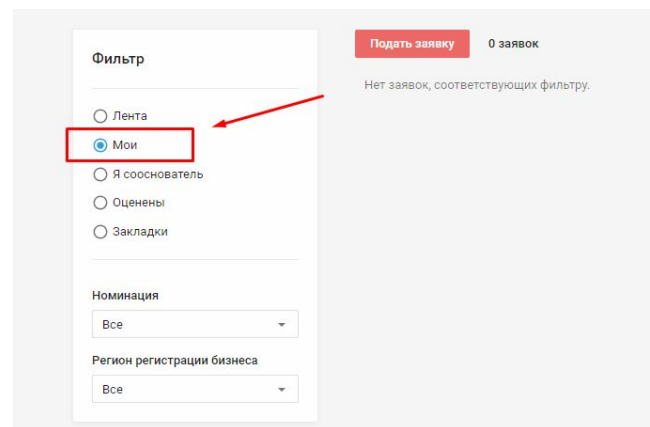 Фильтр
Лента
Мои
Я сооснователь
Оценены
Закладки
Номинация
Все
Регион регистрации бизнеса
Все
Подать заявку
0 заявок
Нет заявок, соответствующих фильтру.